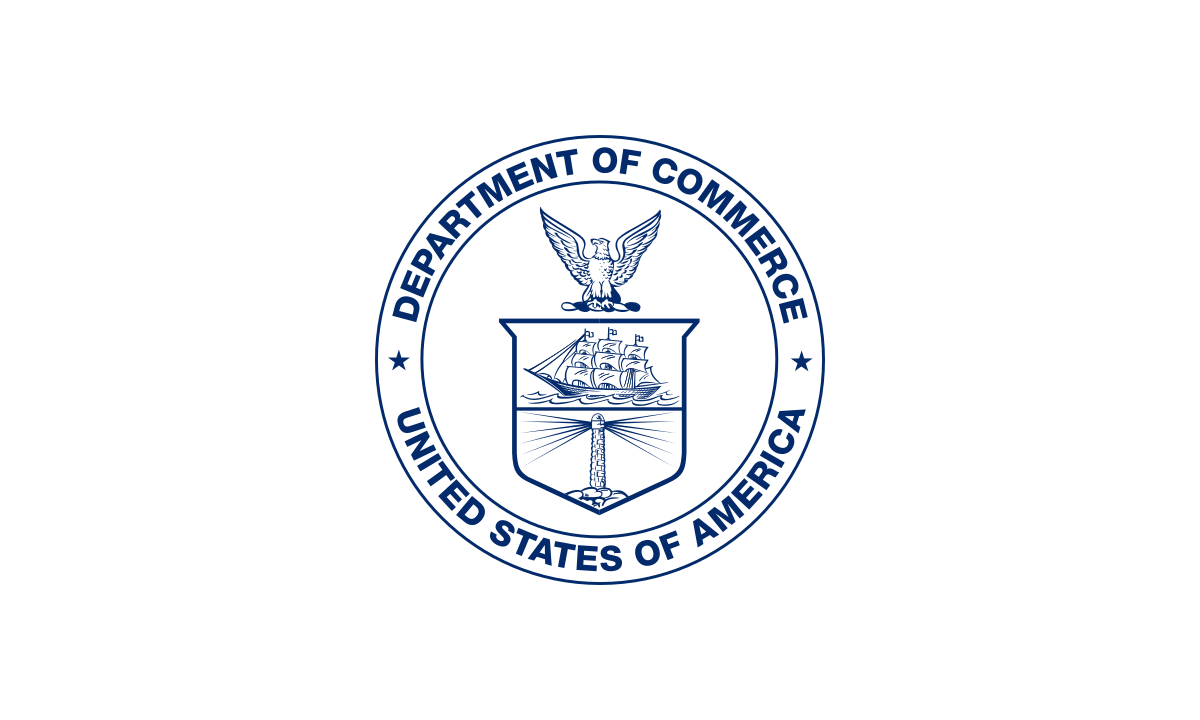 DEPARTMENT OF COMMERCE
UNITED STATES OF AMERICA